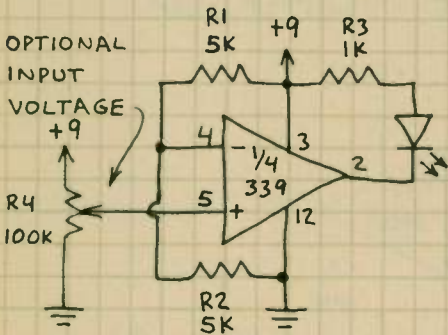 OPTIONAL
INPUT
VOLTAGE
+9
R4
100K
R1
5K
+9
R3
1K
4
-
3
1/4
339
2
5
+
12
R2
5K